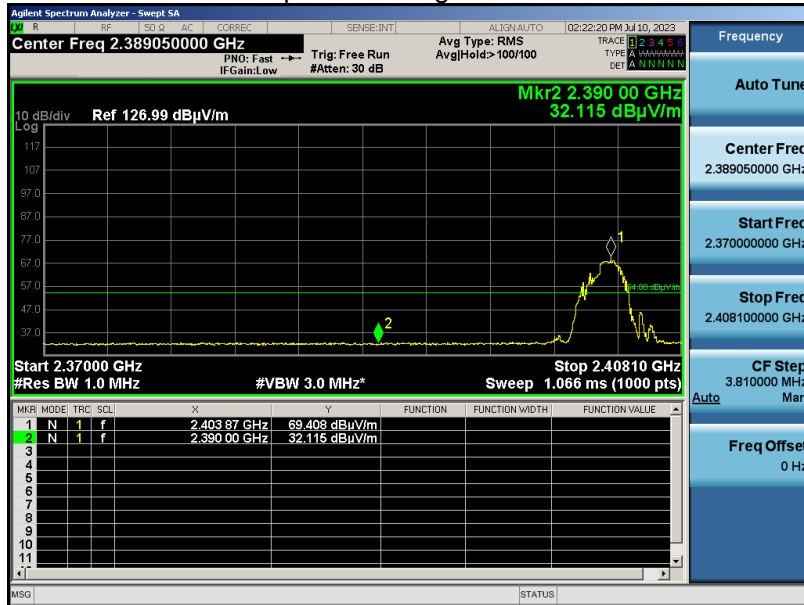 Agilent Spectrum Analyzer - Swept SA
LXI R RF 50 Ω AC CORREC SENSE:INT ALIGN AUTO 02:22:20 PM Jul 10, 2023
Center Freq 2.389050000 GHz
PNO: Fast
IFGain:Low
Trig: Free Run
#Atten: 30 dB
Avg Type: RMS
Avg|Hold:>100/100
TRACE 1 2 3 4 5 6
TYPE A
DET A N N N N N
Mkr2 2.390 00 GHz
32.115 dBµV/m
10 dB/div Ref 126.99 dBµV/m
Log
117
107
97.0
87.0
77.0
67.0
57.0
47.0
37.0
1
54.00 dBµV/m
2
Start 2.37000 GHz Stop 2.40810 GHz
#Res BW 1.0 MHz #VBW 3.0 MHz* Sweep 1.066 ms (1000 pts)
MKR MODE TRC SCL X Y FUNCTION FUNCTION WIDTH FUNCTION VALUE
1 N 1 f 2.403 87 GHz 69.408 dBµV/m
2 N 1 f 2.390 00 GHz 32.115 dBµV/m
3
4
5
6
7
8
9
10
11
MSG STATUS
Frequency
Auto Tune
Center Freq
2.389050000 GHz
Start Freq
2.370000000 GHz
Stop Freq
2.408100000 GHz
CF Step
3.810000 MHz
Auto Man
Freq Offset
0 Hz